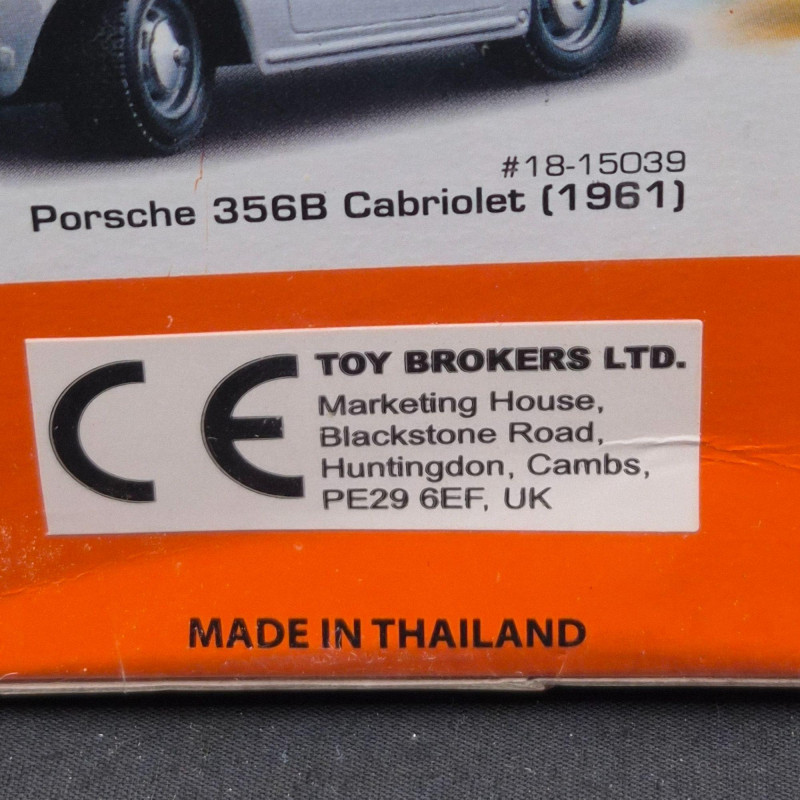 #18-15039
Porsche 356B Cabriolet (1961)
CE
TOY BROKERS LTD.
Marketing House,
Blackstone Road,
Huntingdon, Cambs,
PE29 6EF, UK
MADE IN THAILAND